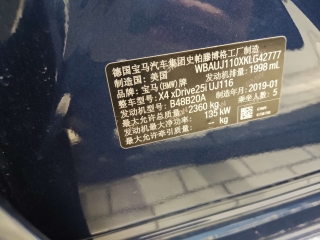 德国宝马汽车集团史帕藤博格工厂制造
制造国: 美国 WBAUJ110XKLG42777
品牌: 宝马(BMW)牌 发动机排量: 1998 mL
整车型号: X4 xDrive25i UJ116
发动机型号: B48B20A
最大允许总质量: 2360 kg 制造年月: 2019-01
发动机最大净功率: 135 kW 乘坐人数: 5
最大允许牵引质量: -- kg